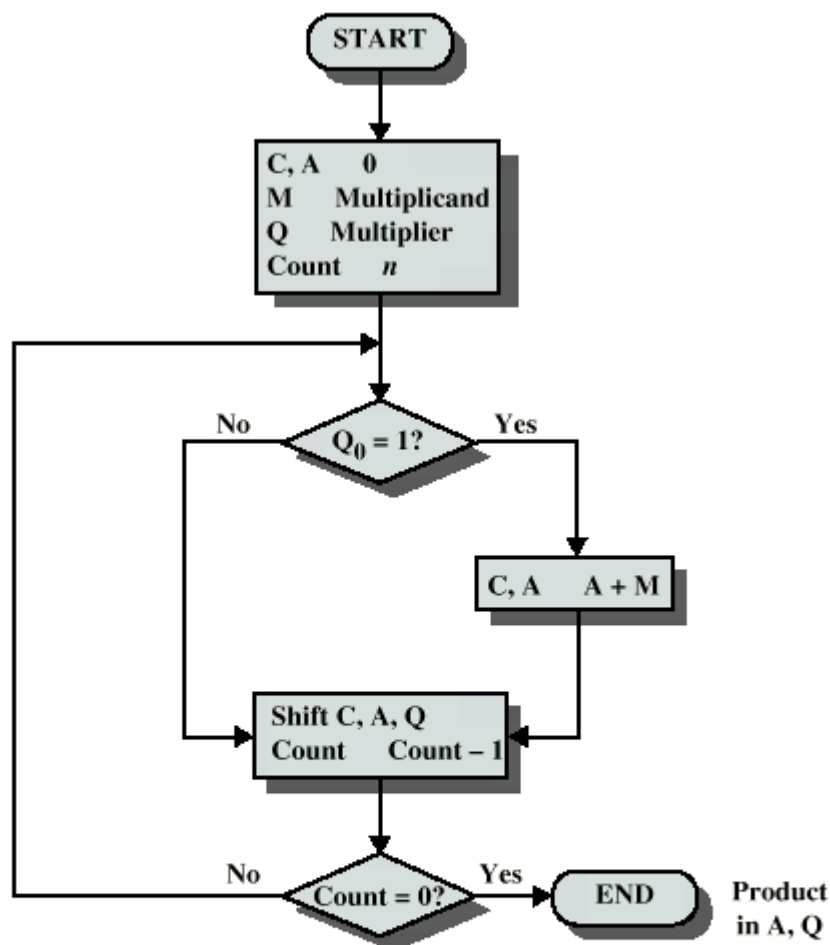 START
C, A 0
M Multiplicand
Q Multiplier
Count n
No
Q0 = 1?
Yes
C, A A + M
Shift C, A, Q
Count Count – 1
No
Count = 0?
Yes
END
Product
in A, Q